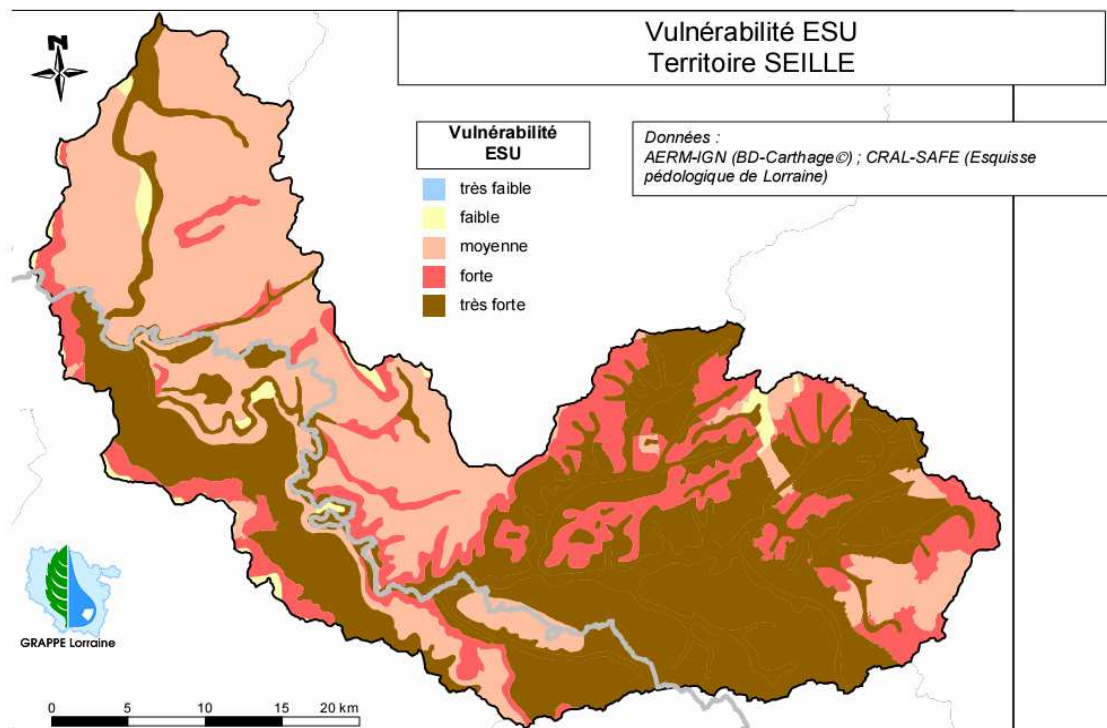 Vulnérabilité ESU
Territoire SEILLE
N
Vulnérabilité
ESU
très faible
faible
moyenne
forte
très forte
Données :
AERM-IGN (BD-Carthage©) ; CRAL-SAFE (Esquisse
pédologique de Lorraine)
GRAPPE Lorraine
0 5 10 15 20 km